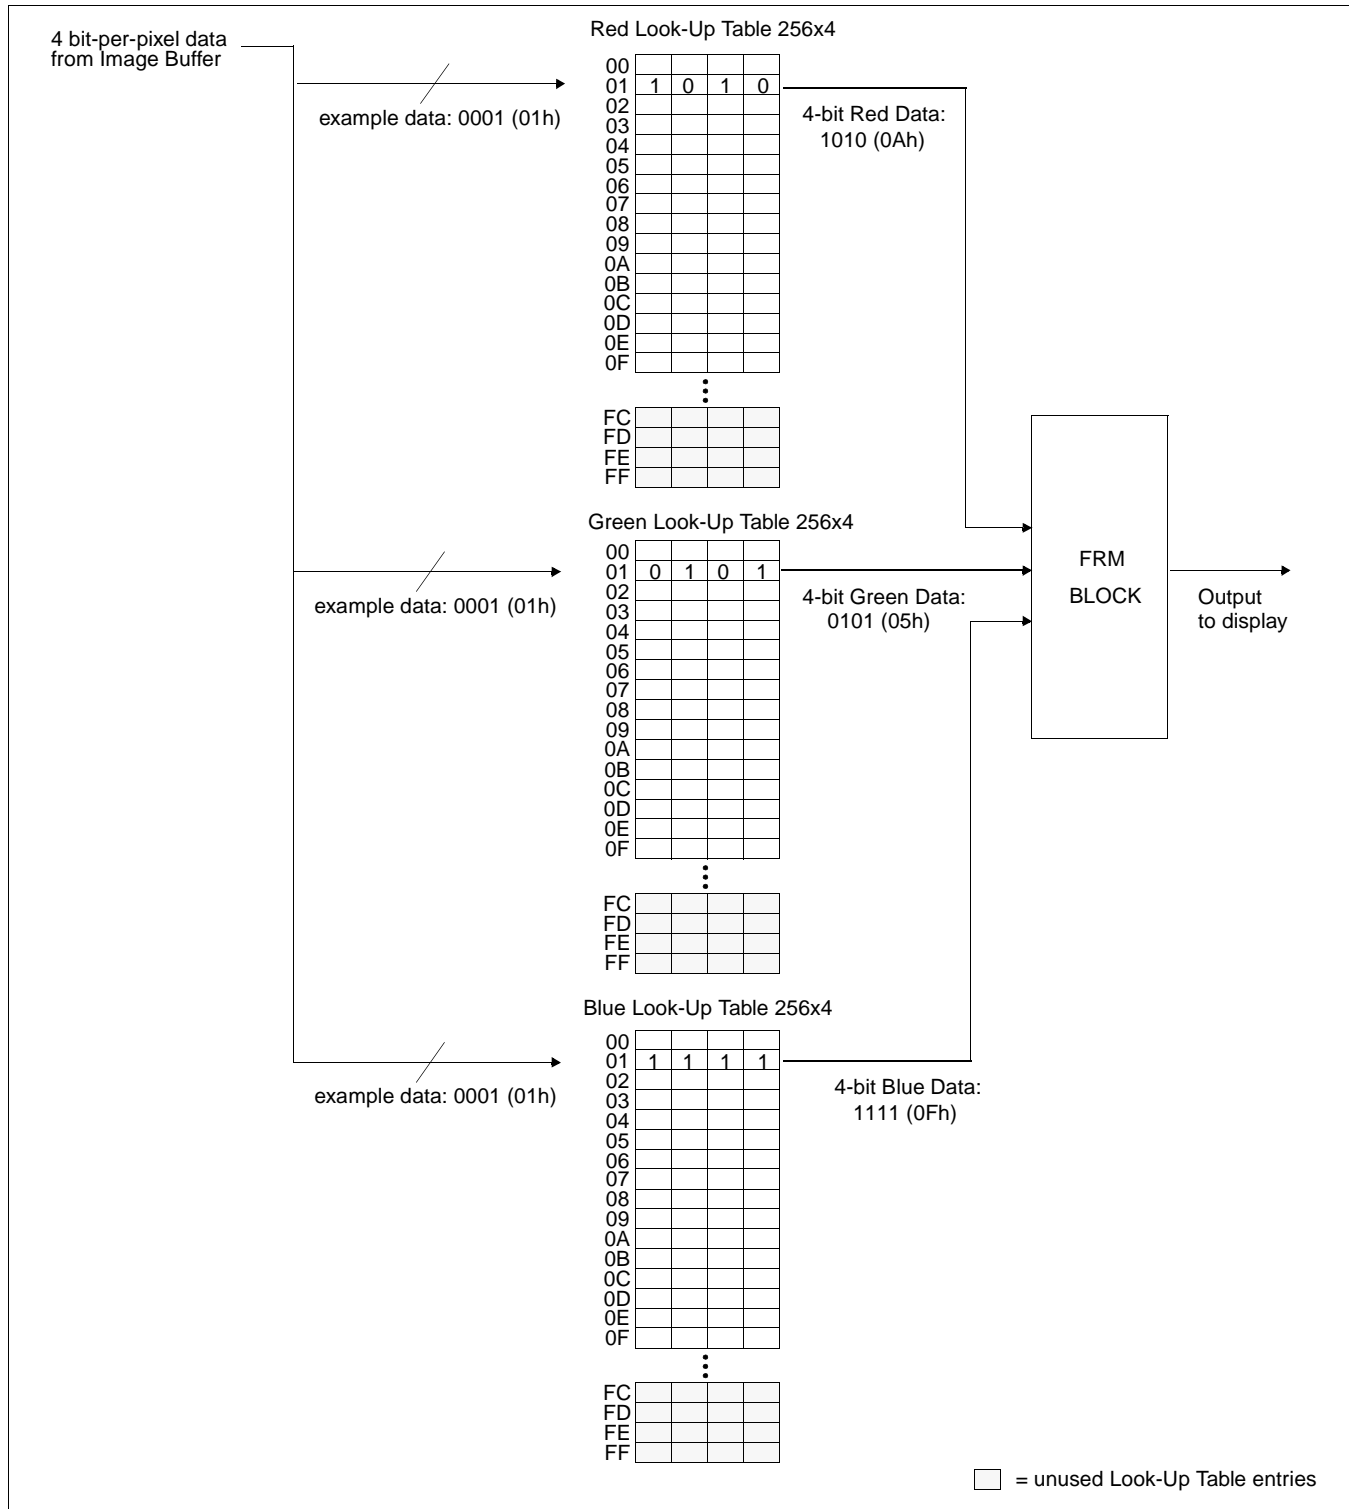 4 bit-per-pixel data
from Image Buffer
Red Look-Up Table 256x4
example data: 0001 (01h)
00
01 1 0 1 0
02
03
04
05
06
07
08
09
0A
0B
0C
0D
0E
0F
FC
FD
FE
FF
4-bit Red Data:
1010 (0Ah)
Green Look-Up Table 256x4
example data: 0001 (01h)
00
01 0 1 0 1
02
03
04
05
06
07
08
09
0A
0B
0C
0D
0E
0F
FC
FD
FE
FF
4-bit Green Data:
0101 (05h)
FRM
BLOCK
Output
to display
Blue Look-Up Table 256x4
example data: 0001 (01h)
00
01 1 1 1 1
02
03
04
05
06
07
08
09
0A
0B
0C
0D
0E
0F
FC
FD
FE
FF
4-bit Blue Data:
1111 (0Fh)
= unused Look-Up Table entries